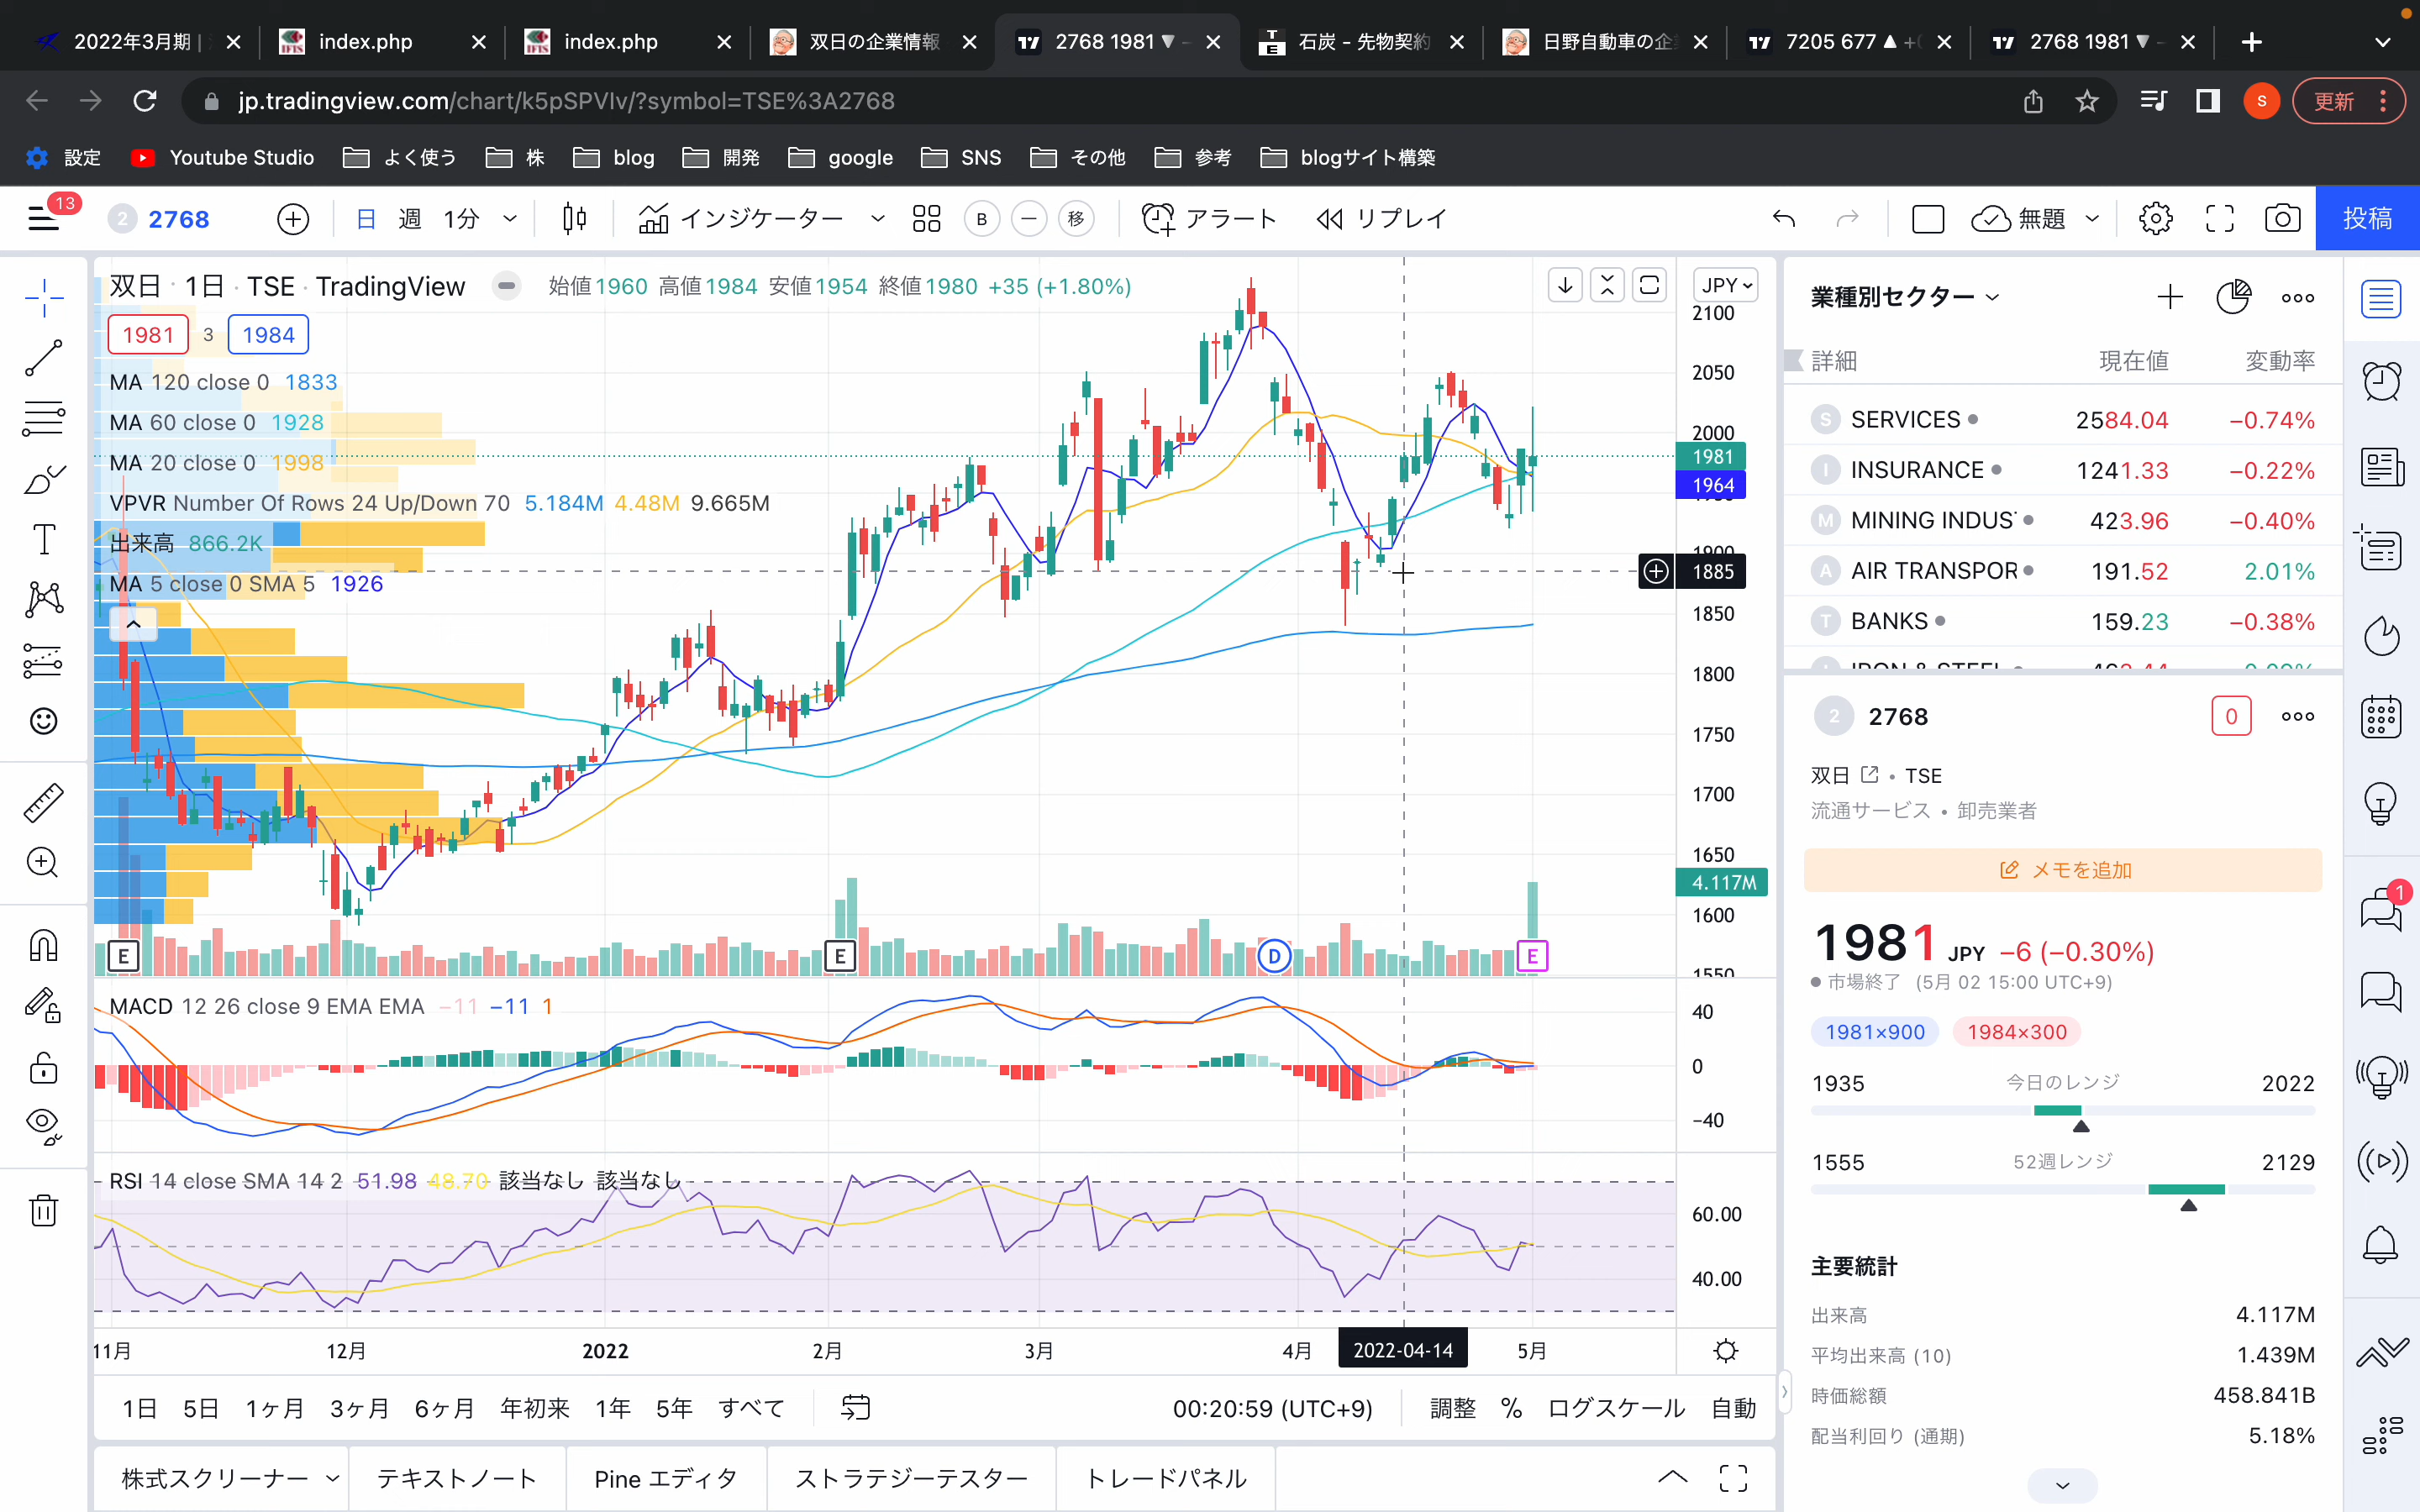 2022年3月期 |
index.php
index.php
双日の企業情報
2768 1981 ▼ −
石炭 - 先物契約
日野自動車の企
7205 677 ▲ +
2768 1981 ▼ −
jp.tradingview.com/chart/k5pSPVIv/?symbol=TSE%3A2768
S
更新
設定
Youtube Studio
よく使う
株
blog
開発
google
SNS
その他
参考
blogサイト構築
13
2
2768
日
週
1分
インジケーター
B
移
アラート
リプレイ
無題
投稿
双日 · 1日 · TSE · TradingView
始値1960 高値1984 安値1954 終値1980 +35 (+1.80%)
1981
3
1984
MA 120 close 0 1833
MA 60 close 0 1928
MA 20 close 0 1998
VPVR Number Of Rows 24 Up/Down 70 5.184M 4.48M 9.665M
出来高 866.2K
MA 5 close 0 SMA 5 1926
JPY
2100
2050
2000
1981
1964
1900
1885
1850
1800
1750
1700
1650
4.117M
1600
1550
E
E
D
E
MACD 12 26 close 9 EMA EMA −11 −11 1
40
0
−40
RSI 14 close SMA 14 2 51.98 48.70 該当なし 該当なし
60.00
40.00
11月
12月
2022
2月
3月
4月
2022-04-14
5月
1日
5日
1ヶ月
3ヶ月
6ヶ月
年初来
1年
5年
すべて
00:20:59 (UTC+9)
調整
%
ログスケール
自動
株式スクリーナー
テキストノート
Pine エディタ
ストラテジーテスター
トレードパネル
業種別セクター
詳細 現在値 変動率
S SERVICES 2584.04 −0.74%
I INSURANCE 1241.33 −0.22%
M MINING INDUS 423.96 −0.40%
A AIR TRANSPOR 191.52 2.01%
T BANKS 159.23 −0.38%
2
2768
0
双日 • TSE
流通サービス • 卸売業者
メモを追加
1981 JPY −6 (−0.30%)
市場終了 (5月 02 15:00 UTC+9)
1981×900
1984×300
1935 今日のレンジ 2022
1555 52週レンジ 2129
主要統計
出来高 4.117M
平均出来高 (10) 1.439M
時価総額 458.841B
配当利回り (通期) 5.18%
1